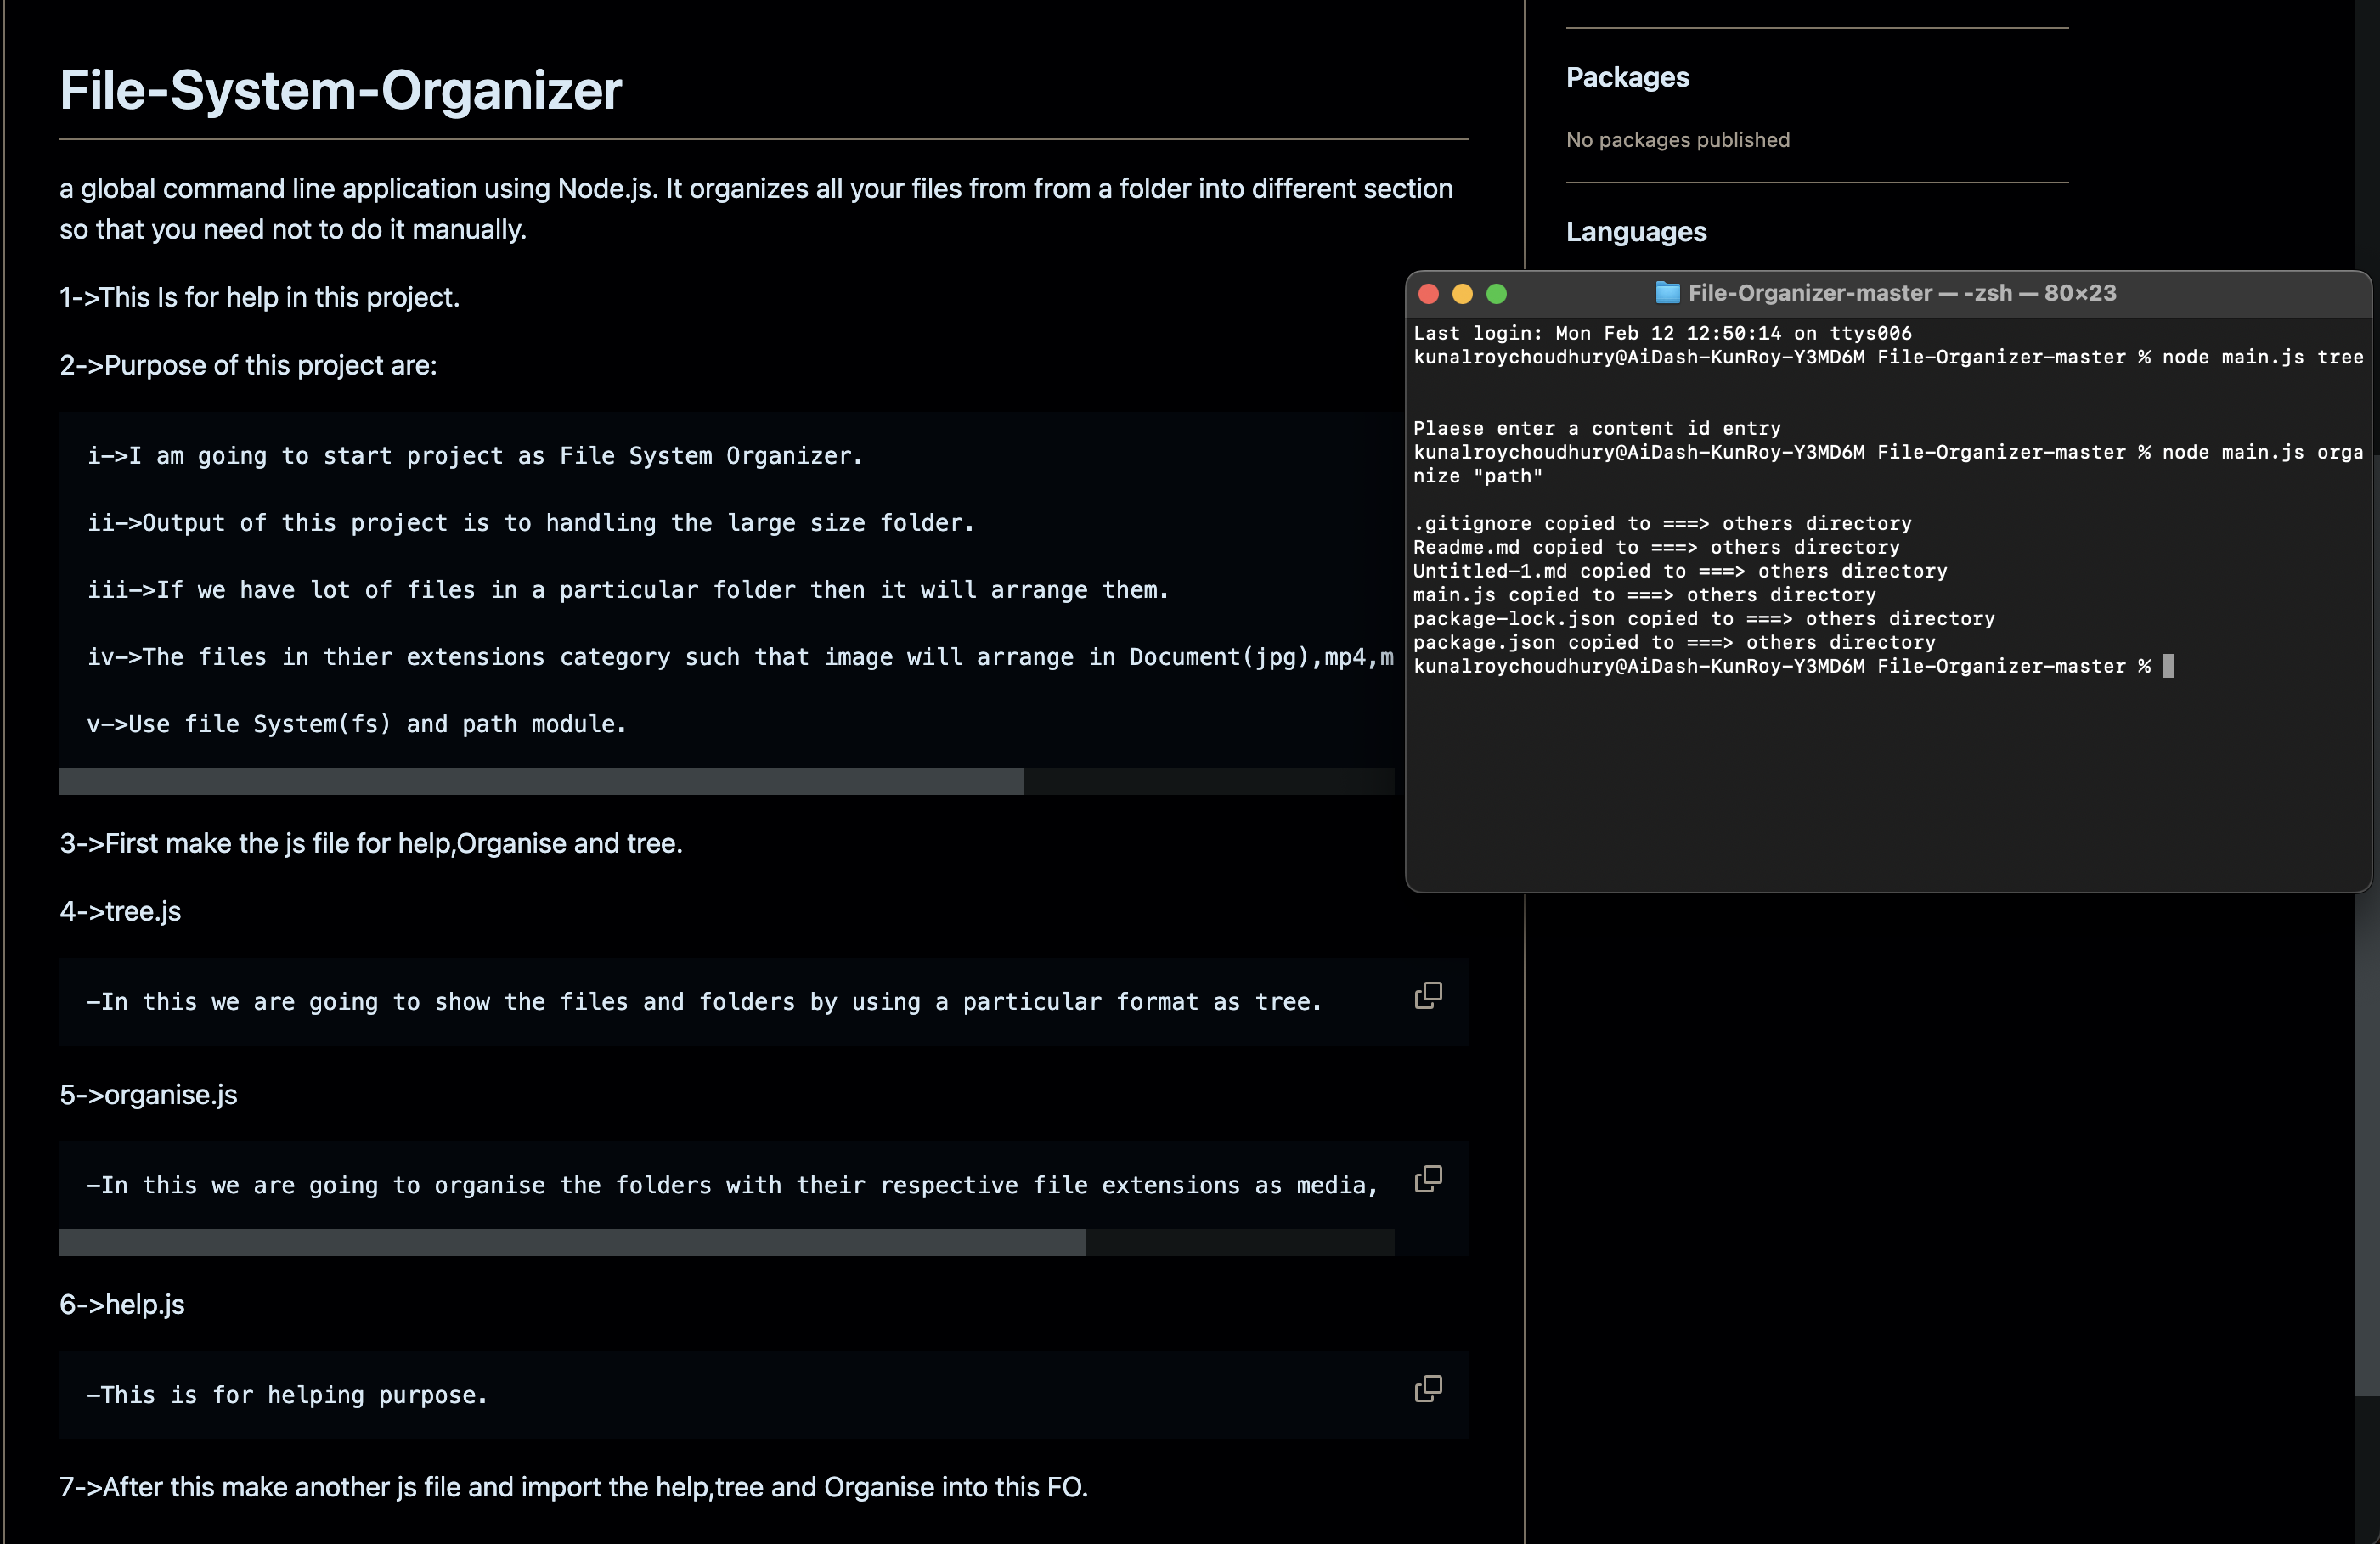 File-System-Organizer
a global command line application using Node.js. It organizes all your files from from a folder into different section
so that you need not to do it manually.
1->This Is for help in this project.
2->Purpose of this project are:
i->I am going to start project as File System Organizer.
ii->Output of this project is to handling the large size folder.
iii->If we have lot of files in a particular folder then it will arrange them.
iv->The files in thier extensions category such that image will arrange in Document(jpg),mp4,m
v->Use file System(fs) and path module.
3->First make the js file for help,Organise and tree.
4->tree.js
-In this we are going to show the files and folders by using a particular format as tree.
5->organise.js
-In this we are going to organise the folders with their respective file extensions as media,
6->help.js
-This is for helping purpose.
7->After this make another js file and import the help,tree and Organise into this FO.
Packages
No packages published
Languages
File-Organizer-master — -zsh — 80×23
Last login: Mon Feb 12 12:50:14 on ttys006
kunalroychoudhury@AiDash-KunRoy-Y3MD6M File-Organizer-master % node main.js tree
Plaese enter a content id entry
kunalroychoudhury@AiDash-KunRoy-Y3MD6M File-Organizer-master % node main.js orga
nize "path"
.gitignore copied to ===> others directory
Readme.md copied to ===> others directory
Untitled-1.md copied to ===> others directory
main.js copied to ===> others directory
package-lock.json copied to ===> others directory
package.json copied to ===> others directory
kunalroychoudhury@AiDash-KunRoy-Y3MD6M File-Organizer-master %